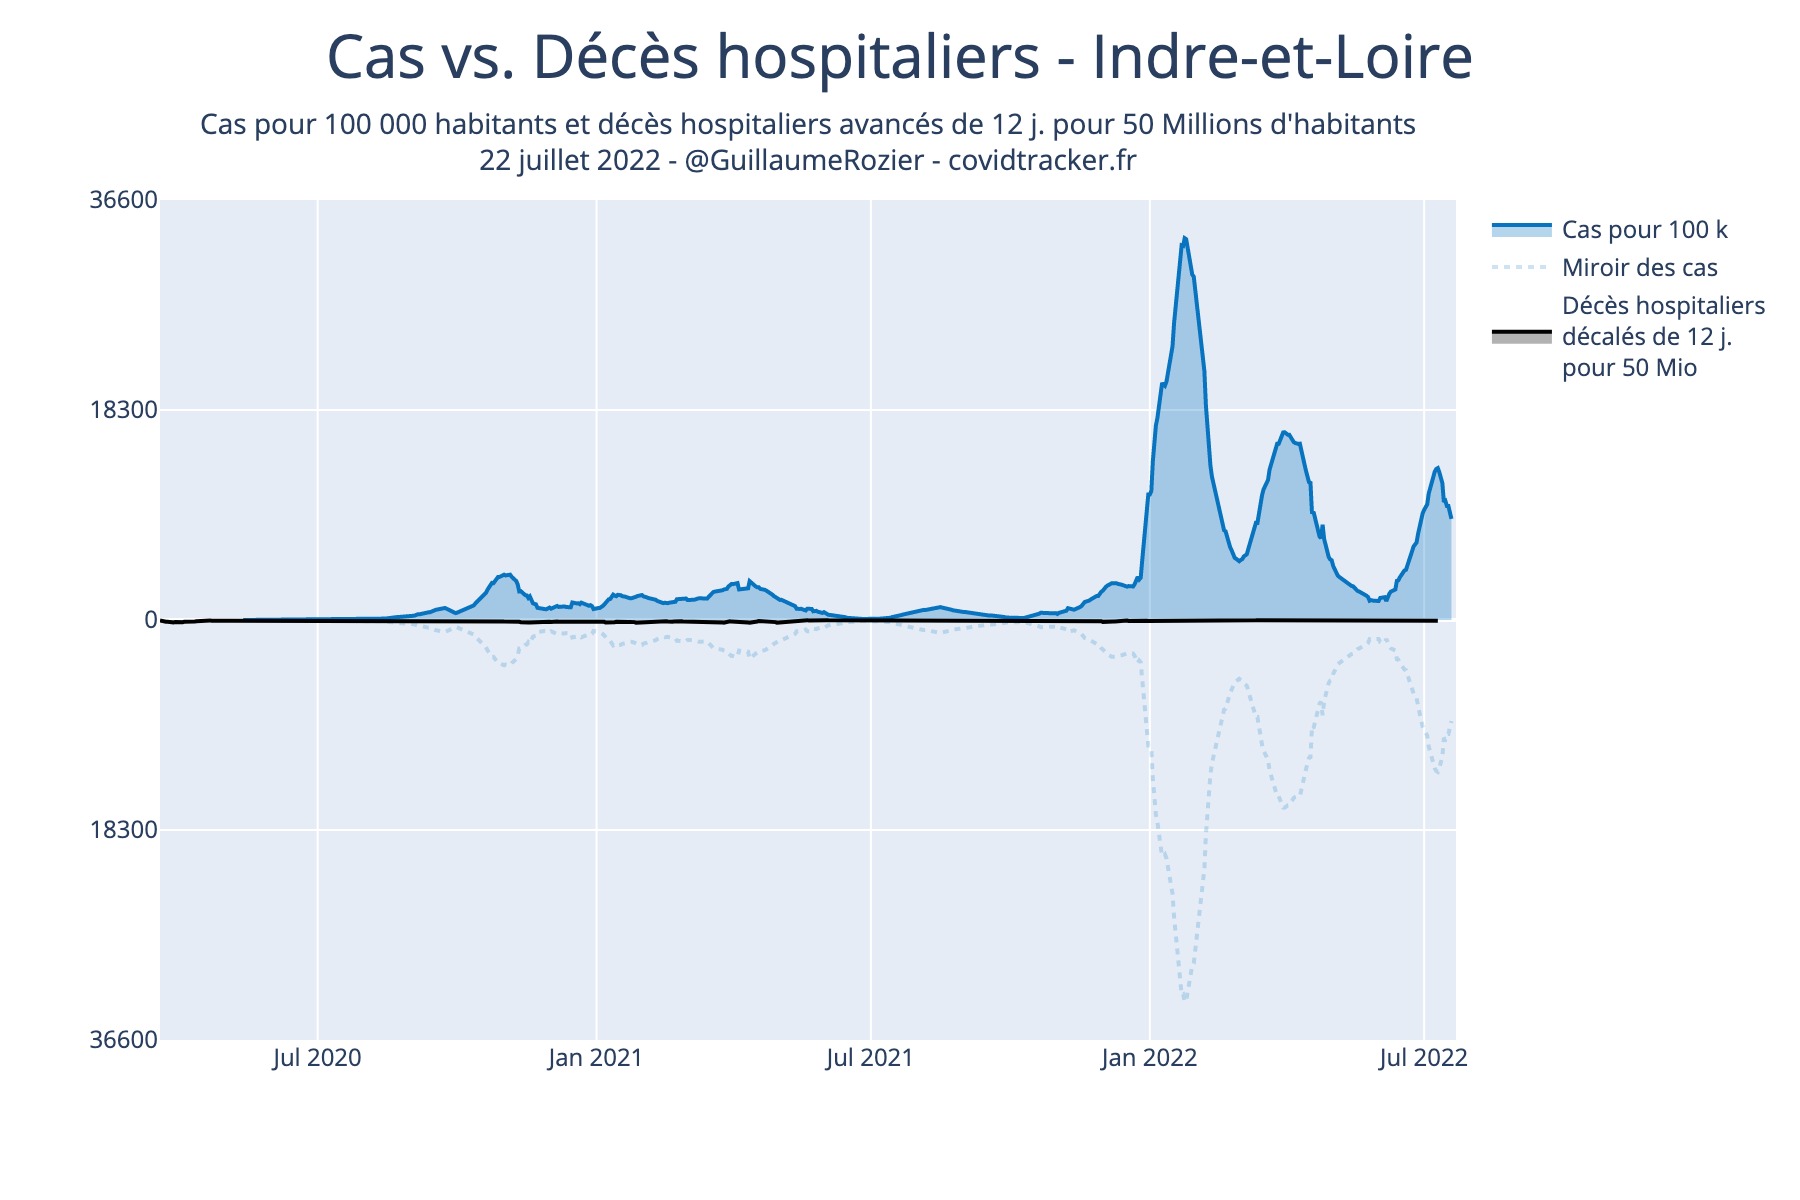 Cas vs. Décès hospitaliers - Indre-et-Loire
Cas pour 100 000 habitants et décès hospitaliers avancés de 12 j. pour 50 Millions d'habitants
22 juillet 2022 - @GuillaumeRozier - covidtracker.fr
36600
18300
0
18300
36600
Jul 2020
Jan 2021
Jul 2021
Jan 2022
Jul 2022
Cas pour 100 k
Miroir des cas
Décès hospitaliers
décalés de 12 j.
pour 50 Mio